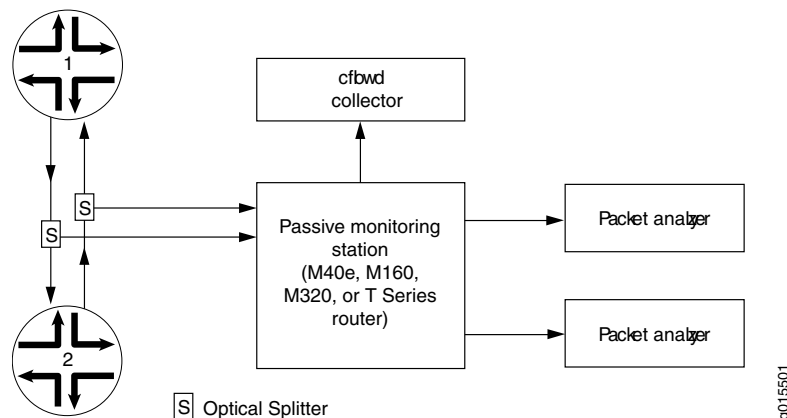 1
cfbwd
collector
S
S
Passive monitoring
station
(M40e, M160,
M320, or T Series
router)
Packet analyzer
Packet analyzer
2
S Optical Splitter
g015501